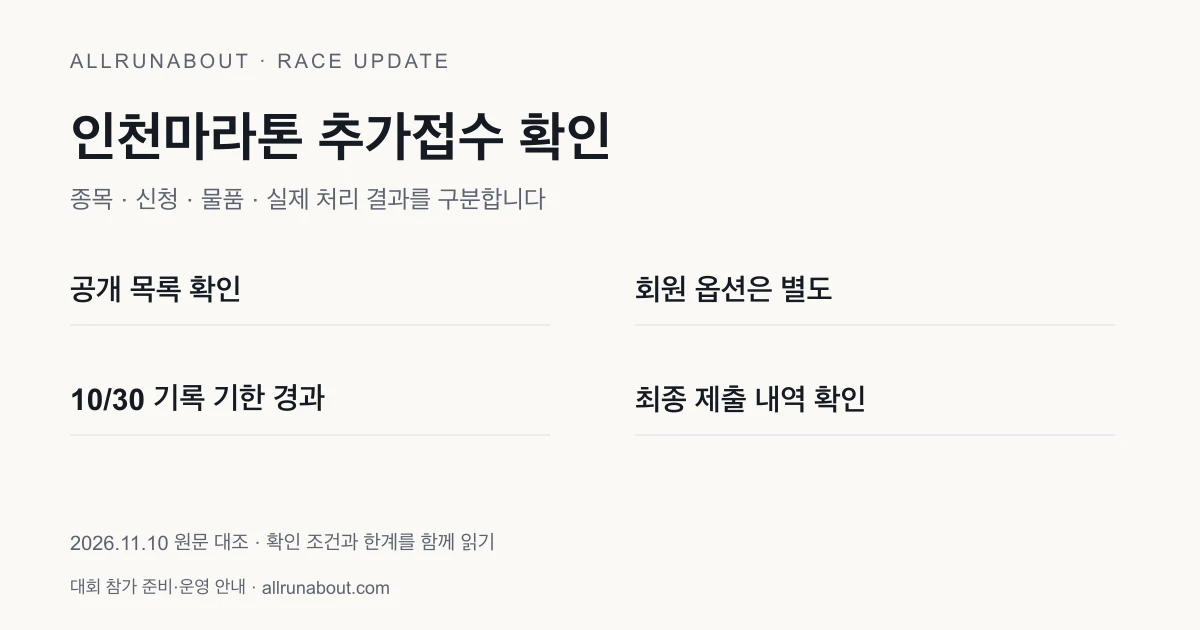 ALLRUNABOUT · RACE UPDATE
인천마라톤 추가접수 확인
종목 · 신청 · 물품 · 실제 처리 결과를 구분합니다
공개 목록 확인
회원 옵션은 별도
10/30 기록 기한 경과
최종 제출 내역 확인
2026.11.10 원문 대조 · 확인 조건과 한계를 함께 읽기
대회 참가 준비·운영 안내 · allrunabout.com